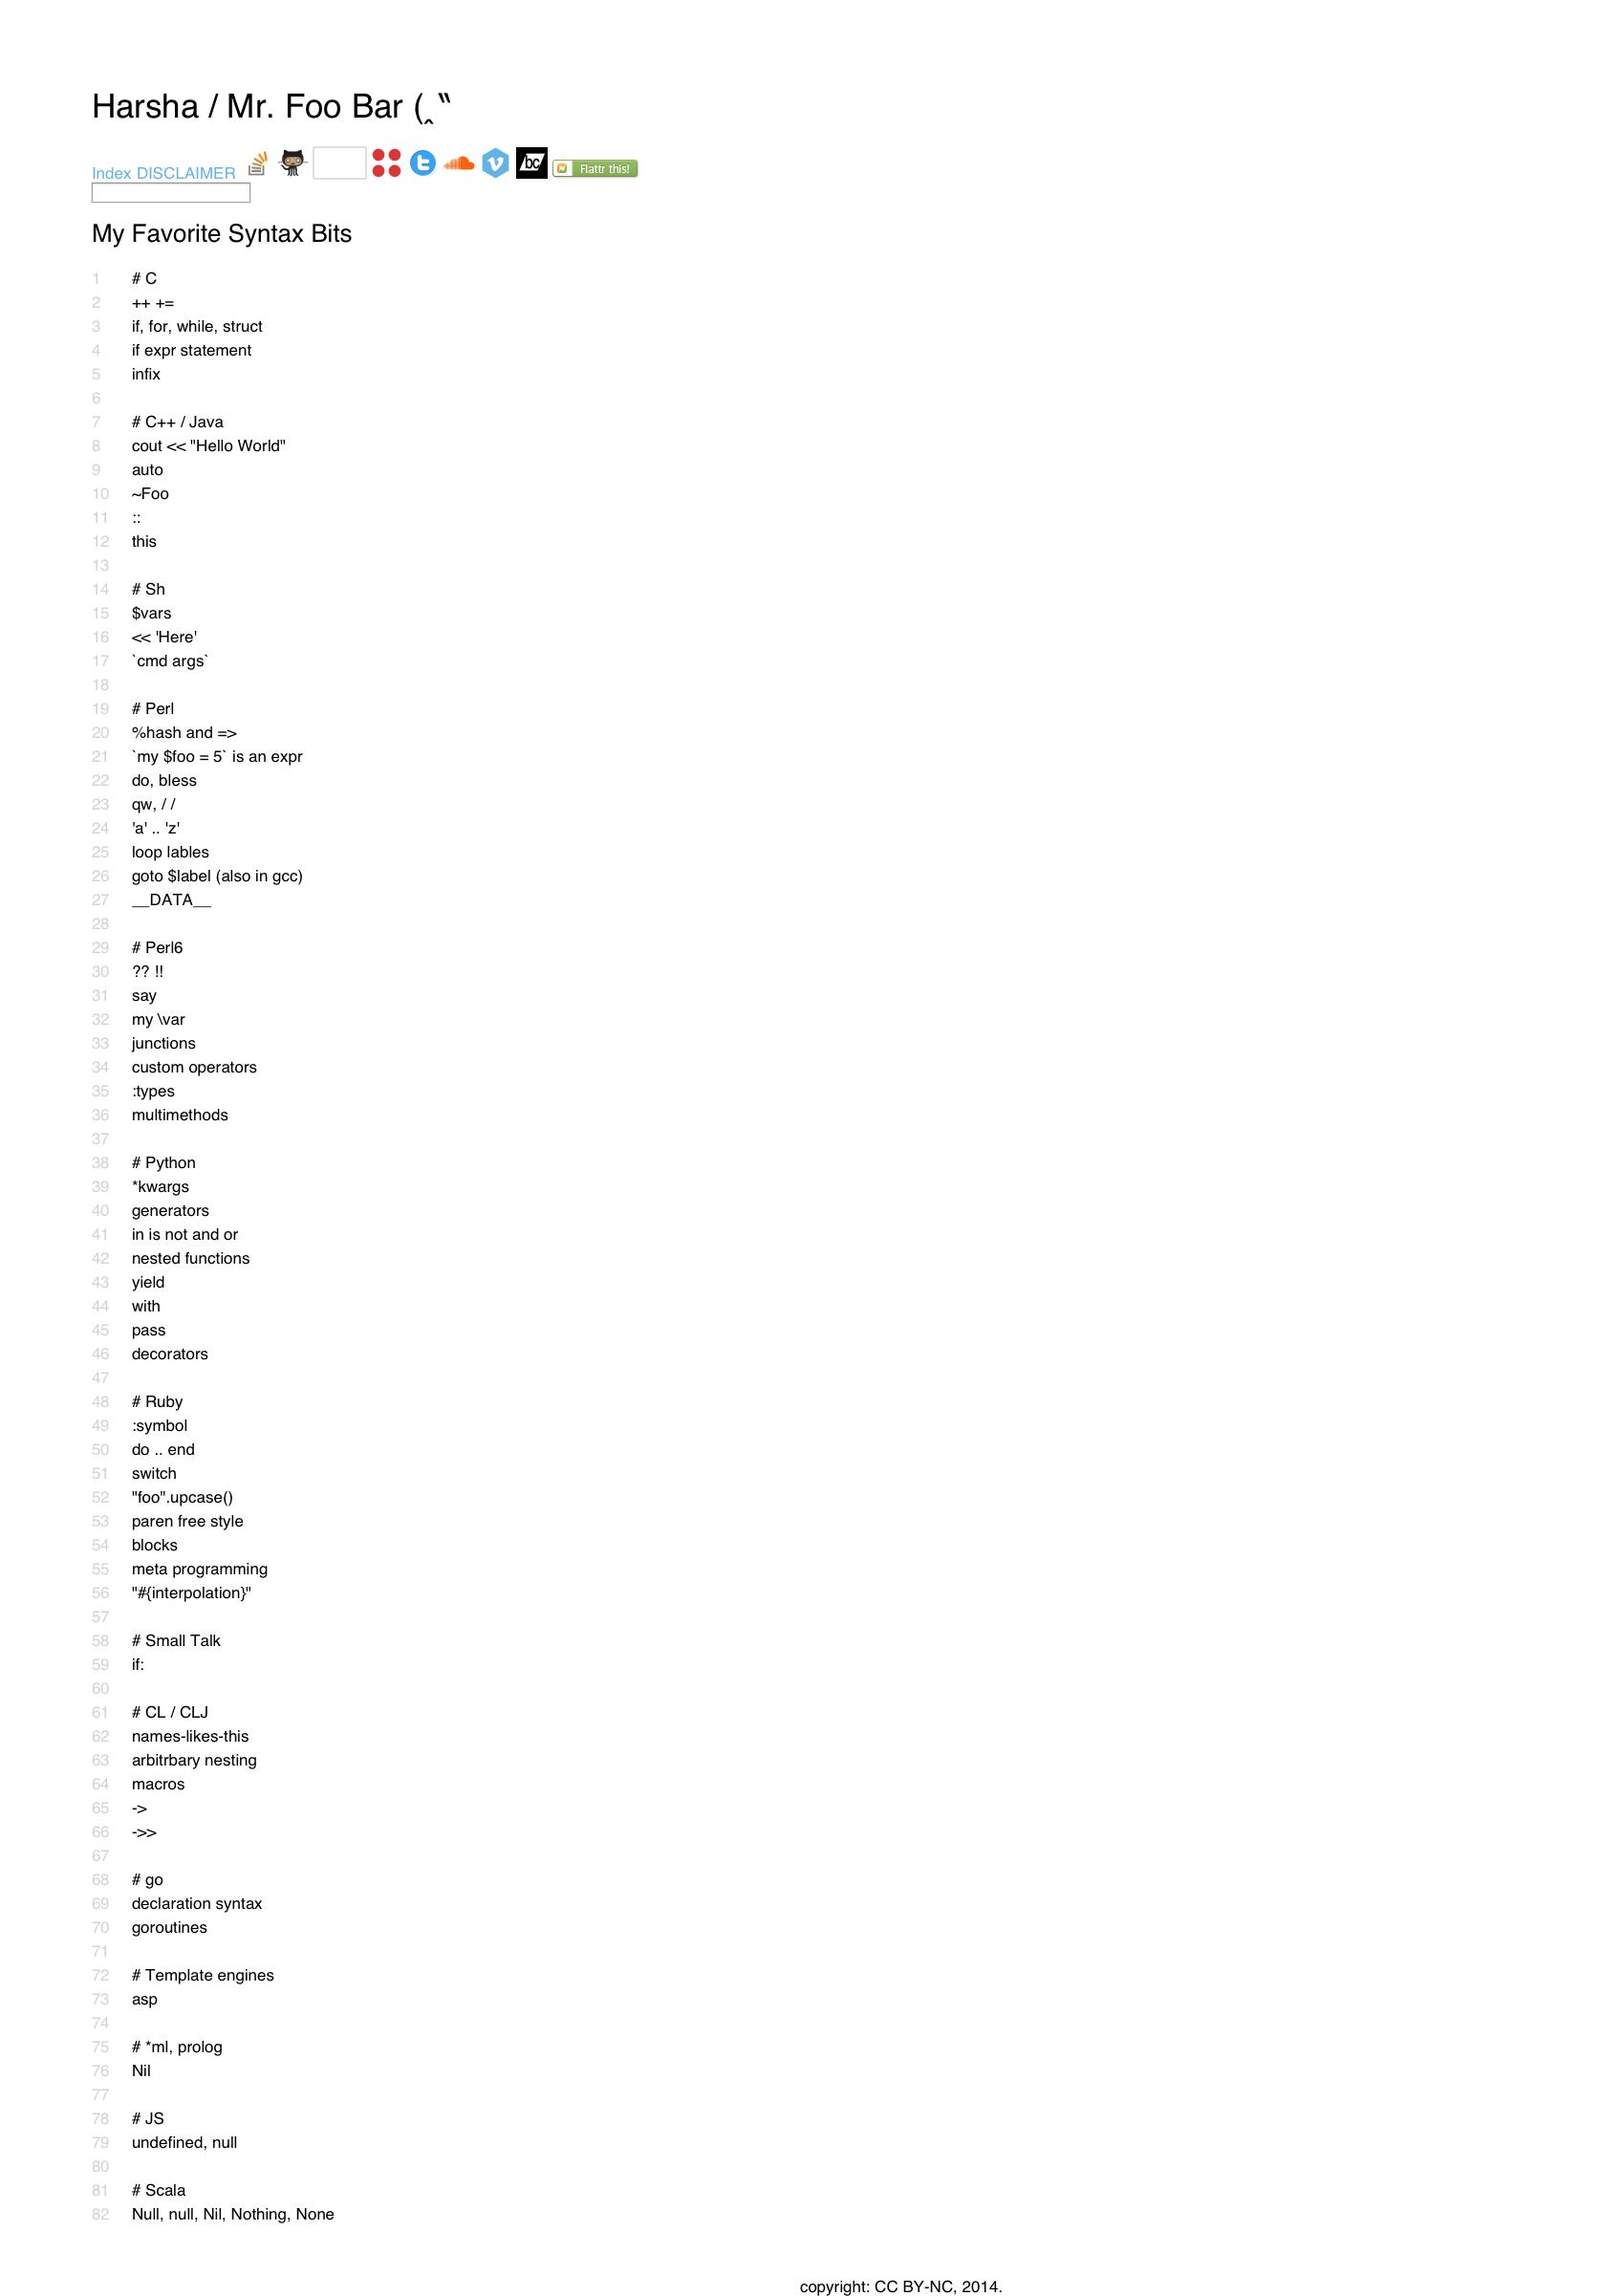 Harsha / Mr. Foo Bar (‸‶
Index DISCLAIMER bc Flattr this!
My Favorite Syntax Bits
1 # C
2 ++ +=
3 if, for, while, struct
4 if expr statement
5 infix
6
7 # C++ / Java
8 cout << "Hello World"
9 auto
10 ~Foo
11 ::
12 this
13
14 # Sh
15 $vars
16 << 'Here'
17 `cmd args`
18
19 # Perl
20 %hash and =>
21 `my $foo = 5` is an expr
22 do, bless
23 qw, / /
24 'a' .. 'z'
25 loop lables
26 goto $label (also in gcc)
27 __DATA__
28
29 # Perl6
30 ?? !!
31 say
32 my \var
33 junctions
34 custom operators
35 :types
36 multimethods
37
38 # Python
39 *kwargs
40 generators
41 in is not and or
42 nested functions
43 yield
44 with
45 pass
46 decorators
47
48 # Ruby
49 :symbol
50 do .. end
51 switch
52 "foo".upcase()
53 paren free style
54 blocks
55 meta programming
56 "#{interpolation}"
57
58 # Small Talk
59 if:
60
61 # CL / CLJ
62 names-likes-this
63 arbitrbary nesting
64 macros
65 ->
66 ->>
67
68 # go
69 declaration syntax
70 goroutines
71
72 # Template engines
73 asp
74
75 # *ml, prolog
76 Nil
77
78 # JS
79 undefined, null
80
81 # Scala
82 Null, null, Nil, Nothing, None
copyright: CC BY-NC, 2014.